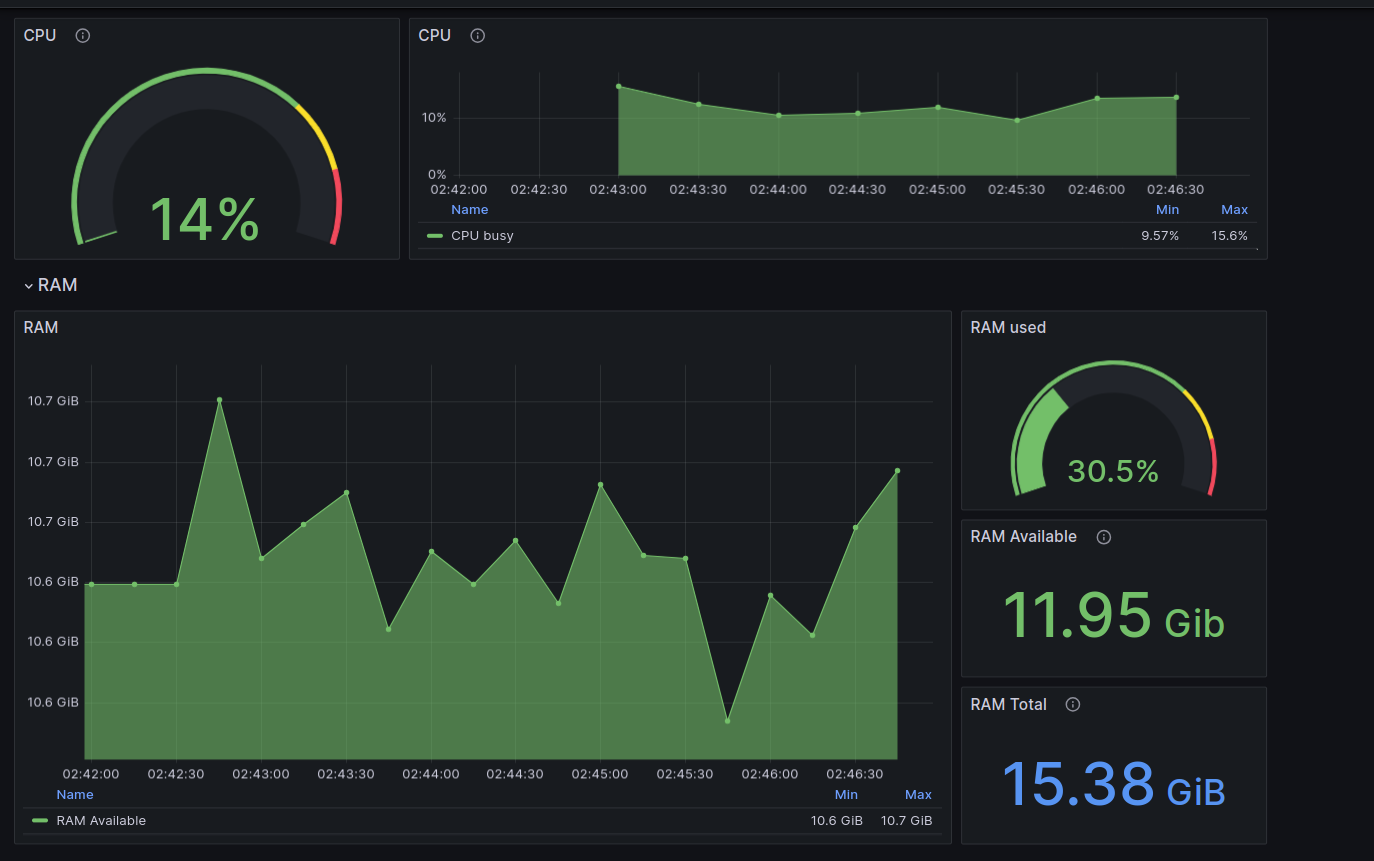 CPU
14%
CPU
10%
0%
02:42:00 02:42:30 02:43:00 02:43:30 02:44:00 02:44:30 02:45:00 02:45:30 02:46:00 02:46:30
Name Min Max
CPU busy 9.57% 15.6%
RAM
RAM
10.7 GiB
10.7 GiB
10.7 GiB
10.6 GiB
10.6 GiB
10.6 GiB
02:42:00 02:42:30 02:43:00 02:43:30 02:44:00 02:44:30 02:45:00 02:45:30 02:46:00 02:46:30
Name Min Max
RAM Available 10.6 GiB 10.7 GiB
RAM used
30.5%
RAM Available
11.95 Gib
RAM Total
15.38 GiB